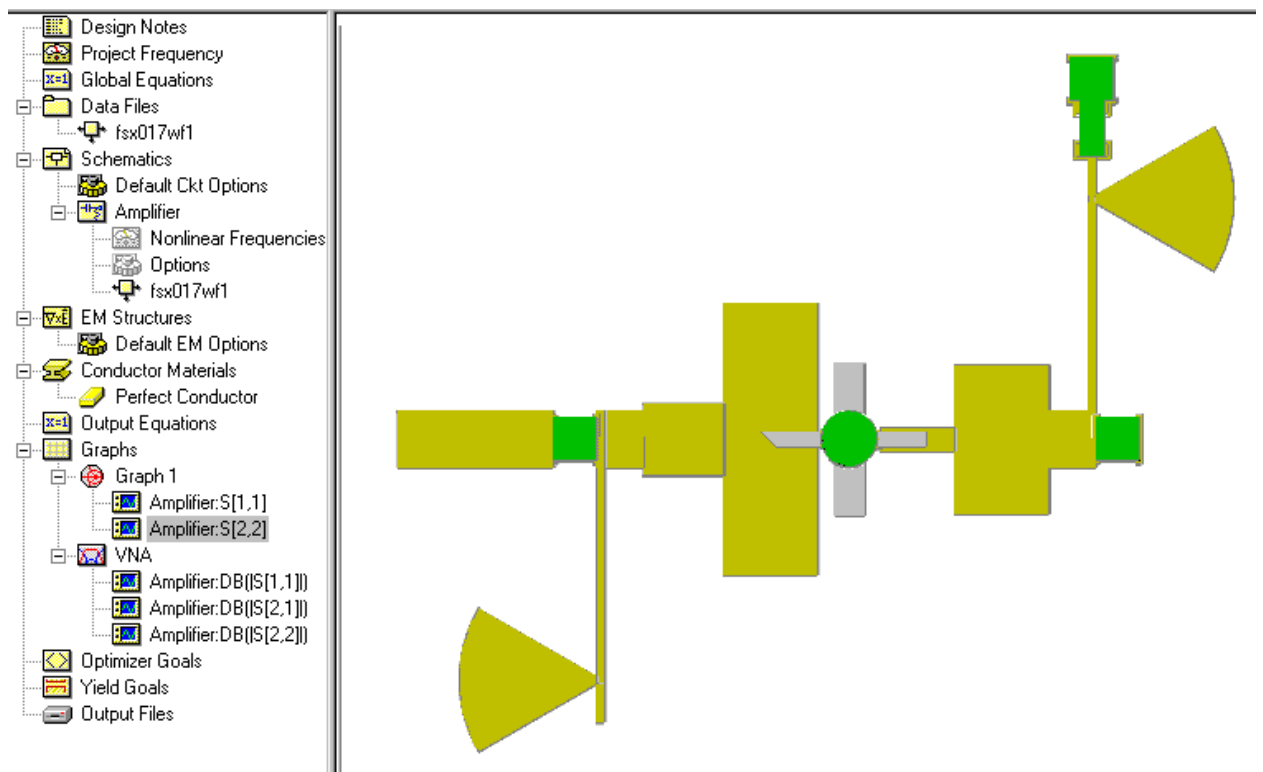 Design Notes
Project Frequency
x=1 Global Equations
Data Files
fsx017wf1
Schematics
Default Ckt Options
Amplifier
Nonlinear Frequencies
Options
fsx017wf1
∇×E EM Structures
Default EM Options
Conductor Materials
Perfect Conductor
x=1 Output Equations
Graphs
Graph 1
Amplifier:S[1,1]
Amplifier:S[2,2]
VNA
Amplifier:DB(|S[1,1]|)
Amplifier:DB(|S[2,1]|)
Amplifier:DB(|S[2,2]|)
Optimizer Goals
Yield Goals
Output Files